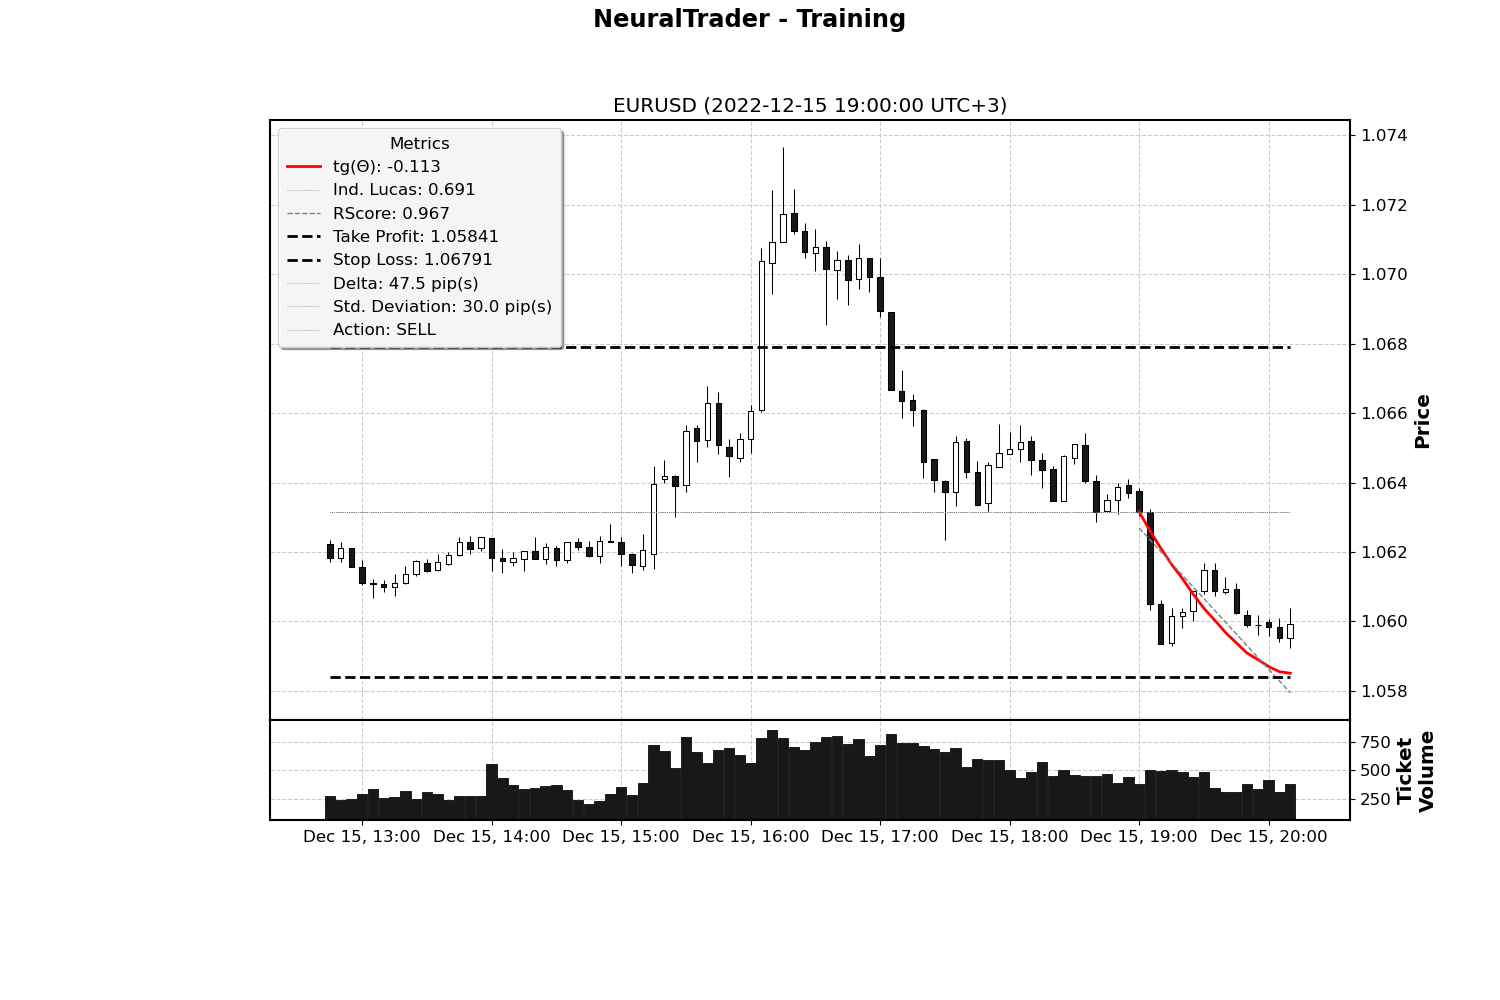 NeuralTrader - Training
EURUSD (2022-12-15 19:00:00 UTC+3)
Metrics
tg(Θ): -0.113
Ind. Lucas: 0.691
RScore: 0.967
Take Profit: 1.05841
Stop Loss: 1.06791
Delta: 47.5 pip(s)
Std. Deviation: 30.0 pip(s)
Action: SELL
1.074
1.072
1.070
1.068
1.066
1.064
1.062
1.060
1.058
Price
750
500
250
Ticket
Volume
Dec 15, 13:00
Dec 15, 14:00
Dec 15, 15:00
Dec 15, 16:00
Dec 15, 17:00
Dec 15, 18:00
Dec 15, 19:00
Dec 15, 20:00